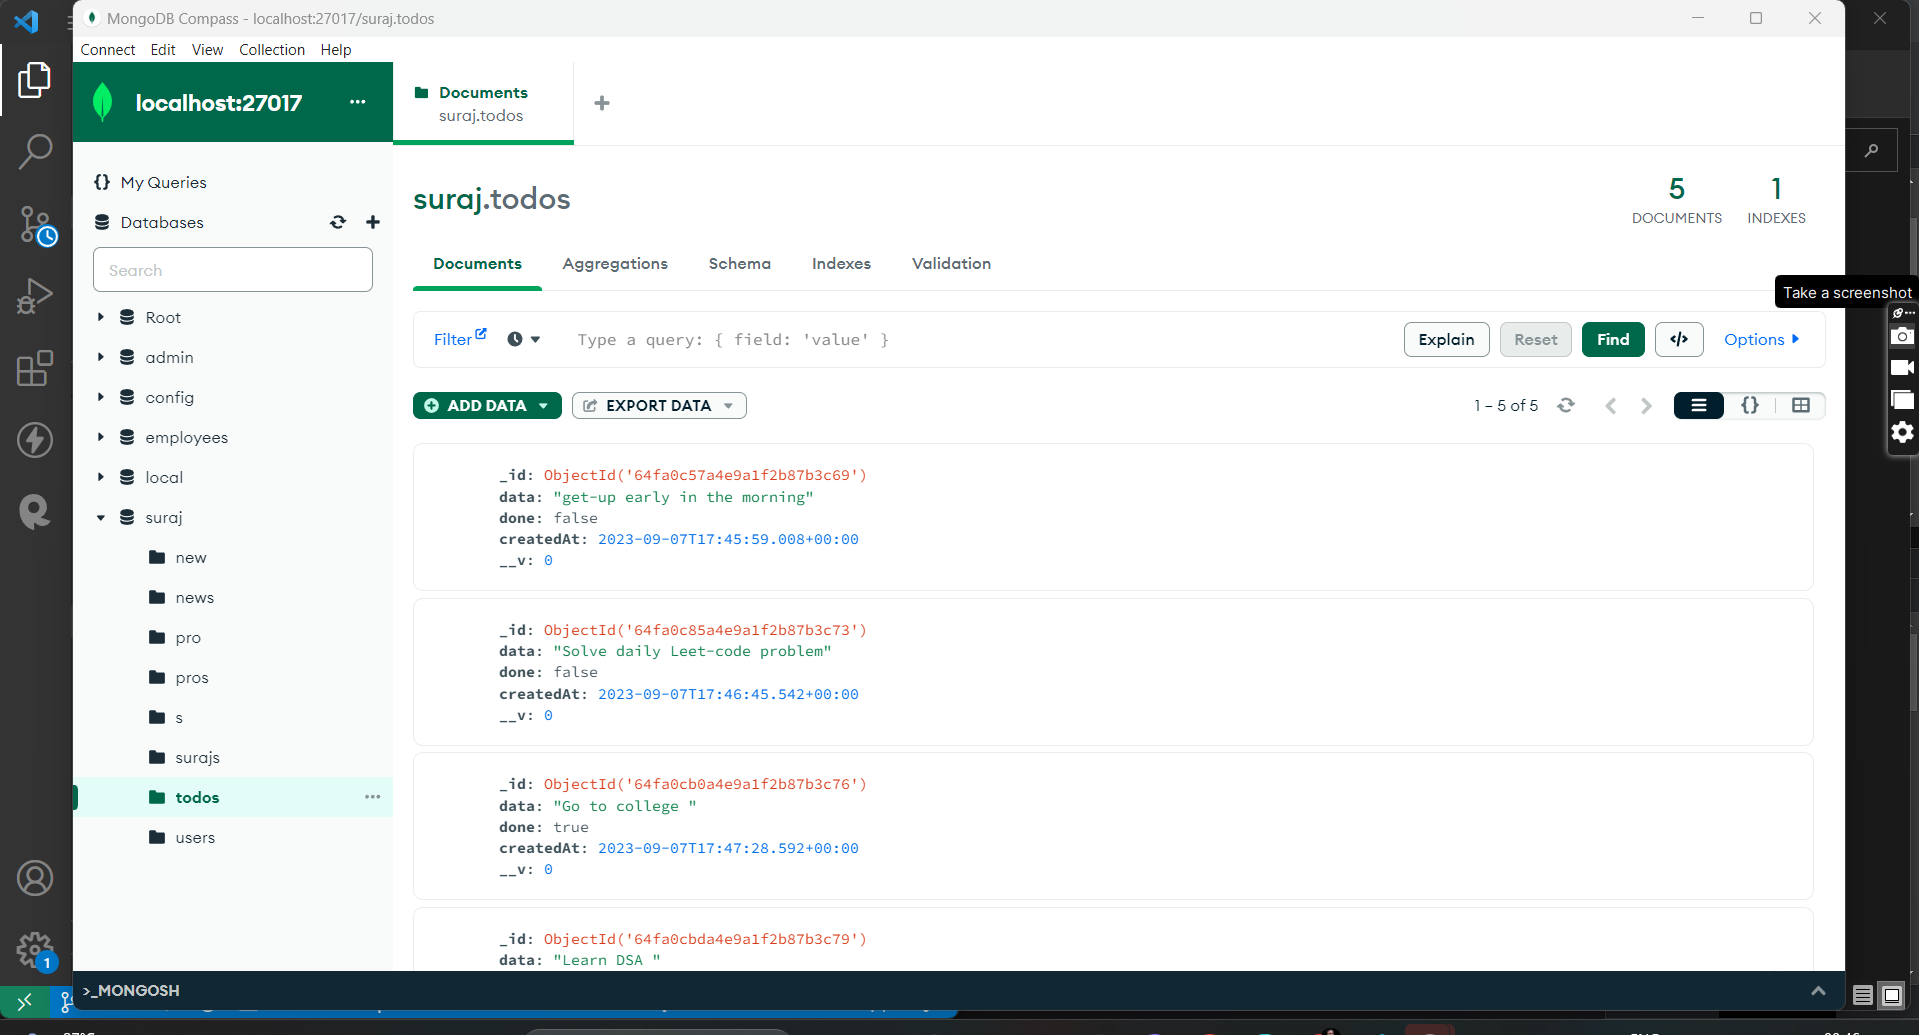 MongoDB Compass - localhost:27017/suraj.todos
Connect Edit View Collection Help
localhost:27017 ...
Documents
suraj.todos
My Queries
Databases
Search
Root
admin
config
employees
local
suraj
new
news
pro
pros
s
surajs
todos
users
suraj.todos
5
DOCUMENTS
1
INDEXES
Documents Aggregations Schema Indexes Validation
Take a screenshot
Filter Type a query: { field: 'value' } Explain Reset Find </> Options
ADD DATA EXPORT DATA 1 – 5 of 5 {}
_id: ObjectId('64fa0c57a4e9a1f2b87b3c69')
data: "get-up early in the morning"
done: false
createdAt: 2023-09-07T17:45:59.008+00:00
__v: 0
_id: ObjectId('64fa0c85a4e9a1f2b87b3c73')
data: "Solve daily Leet-code problem"
done: false
createdAt: 2023-09-07T17:46:45.542+00:00
__v: 0
_id: ObjectId('64fa0cb0a4e9a1f2b87b3c76')
data: "Go to college "
done: true
createdAt: 2023-09-07T17:47:28.592+00:00
__v: 0
_id: ObjectId('64fa0cbda4e9a1f2b87b3c79')
data: "Learn DSA "
>_MONGOSH
1